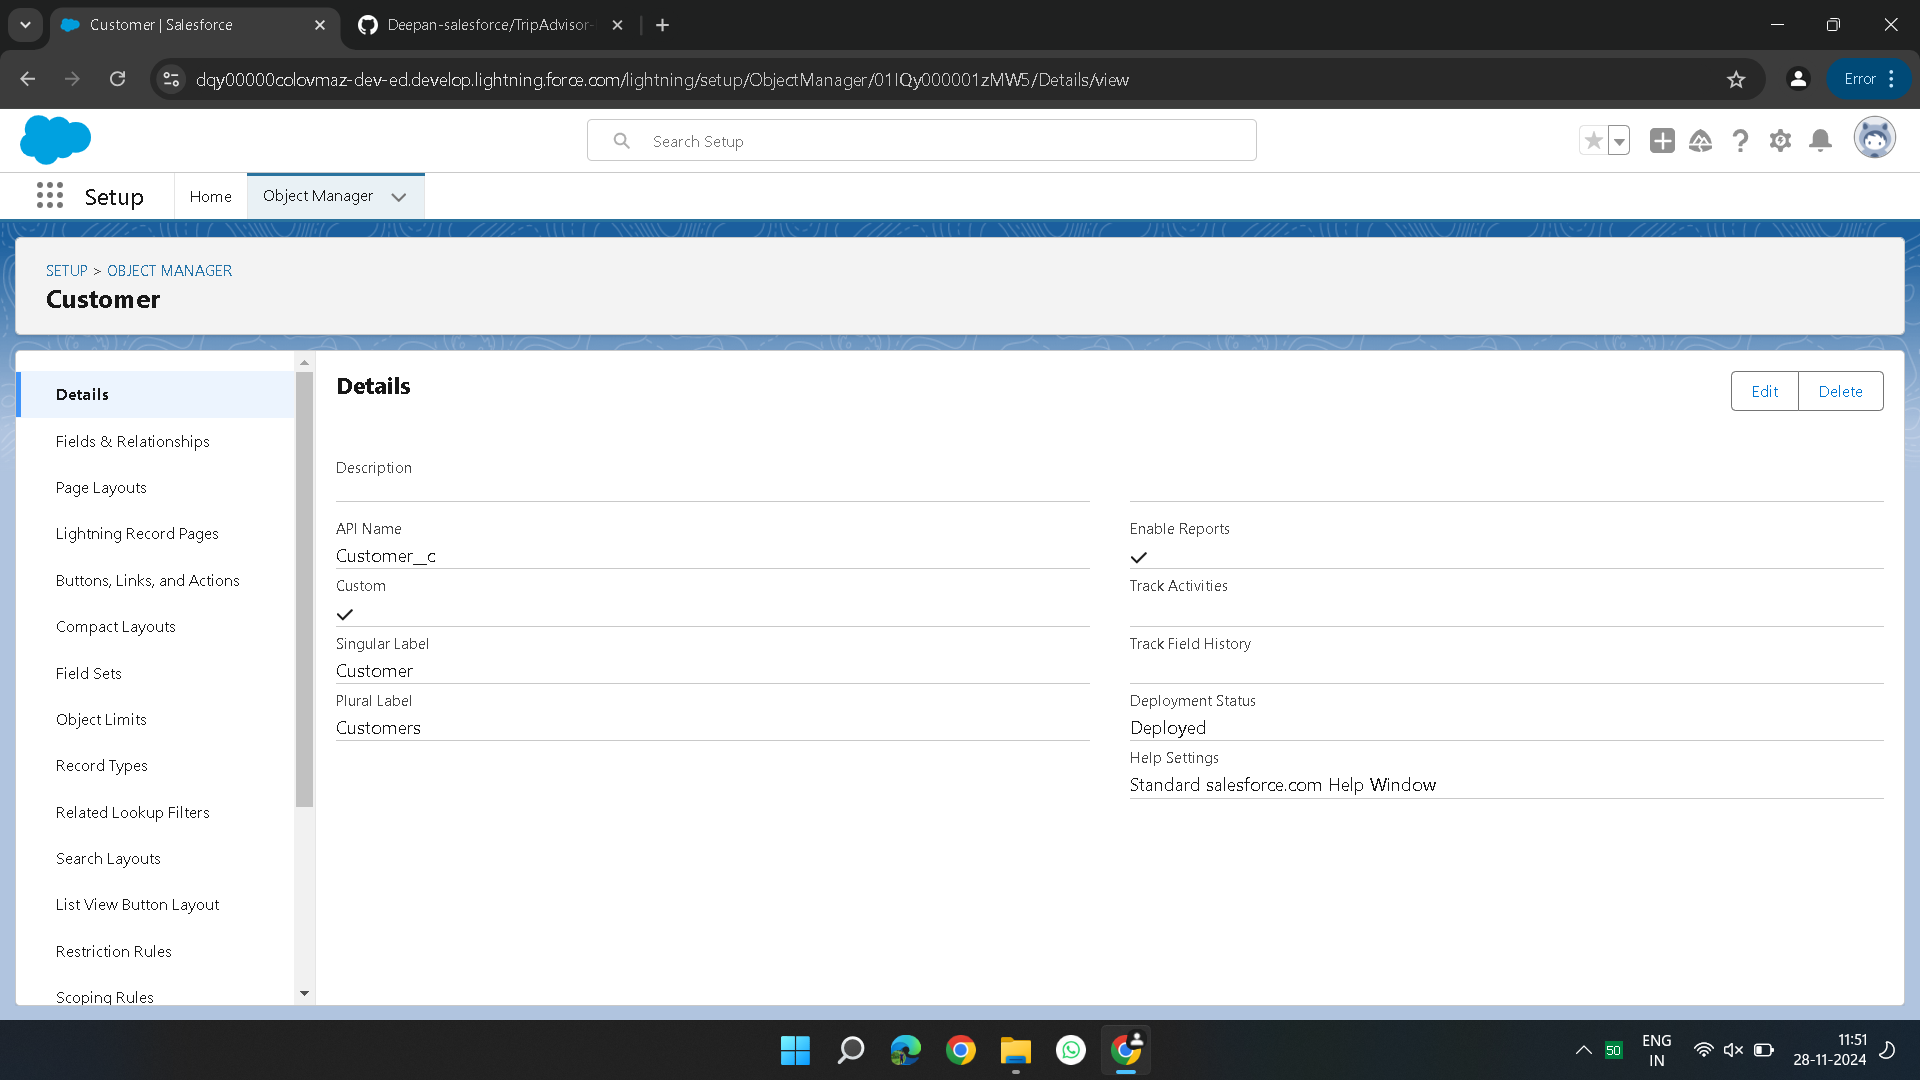 Customer | Salesforce
Deepan-salesforce/TripAdvisor-
dqy00000colovmaz-dev-ed.develop.lightning.force.com/lightning/setup/ObjectManager/01IQy000001zMW5/Details/view
Error
Search Setup
Setup
Home
Object Manager
SETUP > OBJECT MANAGER
Customer
Details
Fields & Relationships
Page Layouts
Lightning Record Pages
Buttons, Links, and Actions
Compact Layouts
Field Sets
Object Limits
Record Types
Related Lookup Filters
Search Layouts
List View Button Layout
Restriction Rules
Scoping Rules
Details
Edit
Delete
Description
API Name
Customer__c
Custom
Singular Label
Customer
Plural Label
Customers
Enable Reports
Track Activities
Track Field History
Deployment Status
Deployed
Help Settings
Standard salesforce.com Help Window
50
ENG
IN
11:51
28-11-2024